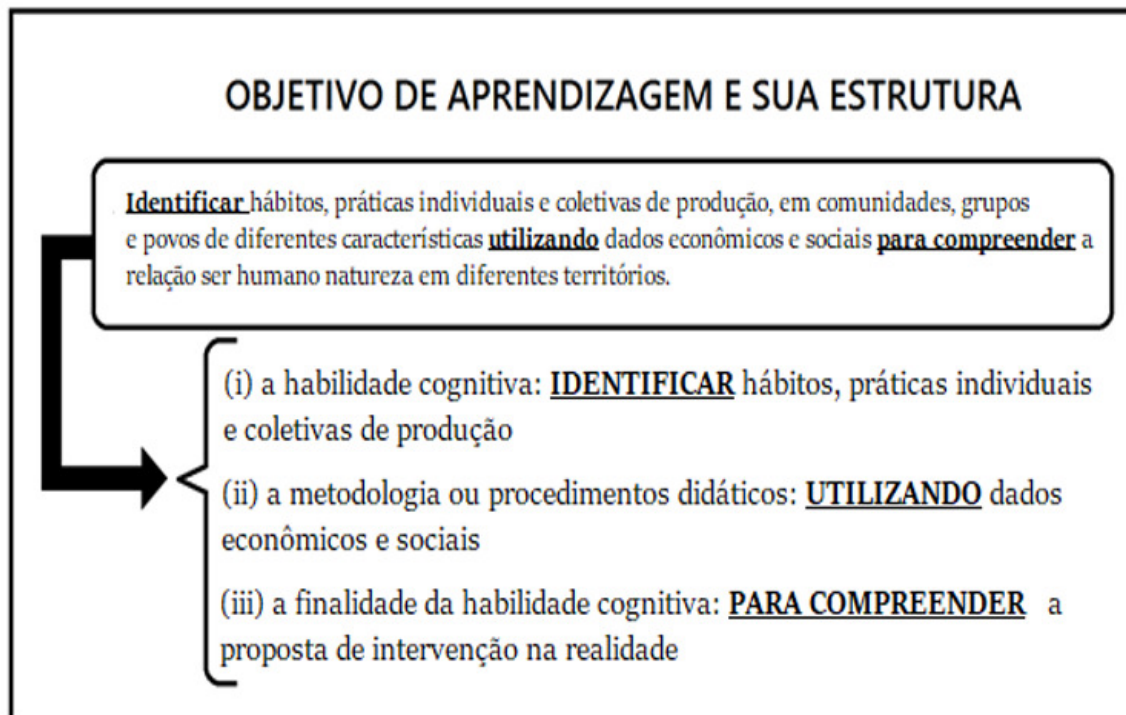 OBJETIVO DE APRENDIZAGEM E SUA ESTRUTURA
Identificar hábitos, práticas individuais e coletivas de produção, em comunidades, grupos
e povos de diferentes características utilizando dados econômicos e sociais para compreender a
relação ser humano natureza em diferentes territórios.
(i) a habilidade cognitiva: IDENTIFICAR hábitos, práticas individuais
e coletivas de produção
(ii) a metodologia ou procedimentos didáticos: UTILIZANDO dados
econômicos e sociais
(iii) a finalidade da habilidade cognitiva: PARA COMPREENDER a
proposta de intervenção na realidade